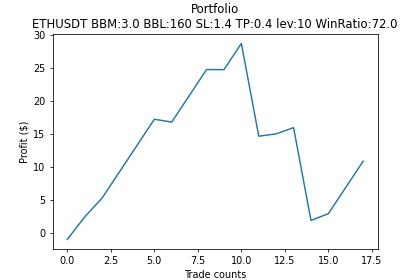 Portfolio
ETHUSDT BBM:3.0 BBL:160 SL:1.4 TP:0.4 lev:10 WinRatio:72.0
30
25
20
15
10
5
0
Profit ($)
0.0 2.5 5.0 7.5 10.0 12.5 15.0 17.5
Trade counts